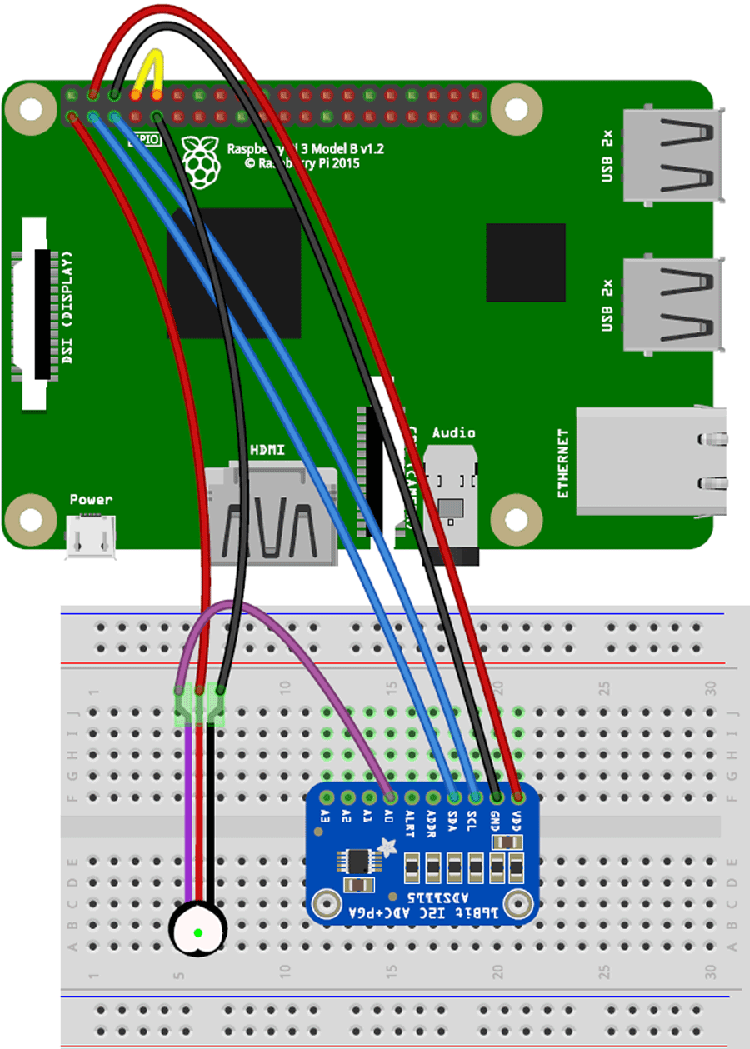 GPIO
Raspberry Pi 3 Model B v1.2
© Raspberry Pi 2015
USB 2x
DSI (DISPLAY)
USB 2x
HDMI
Audio
ETHERNET
Power
1
10
15
20
25
30
J
J
I
I
H
H
G
G
F
F
A3
A2
A1
A0
ALRT
ADDR
SDA
SCL
GND
VDD
E
E
D
D
C
C
B
B
A
A
16Bit I2C ADC+PGA
ADS1115
1
5
10
15
20
25
30